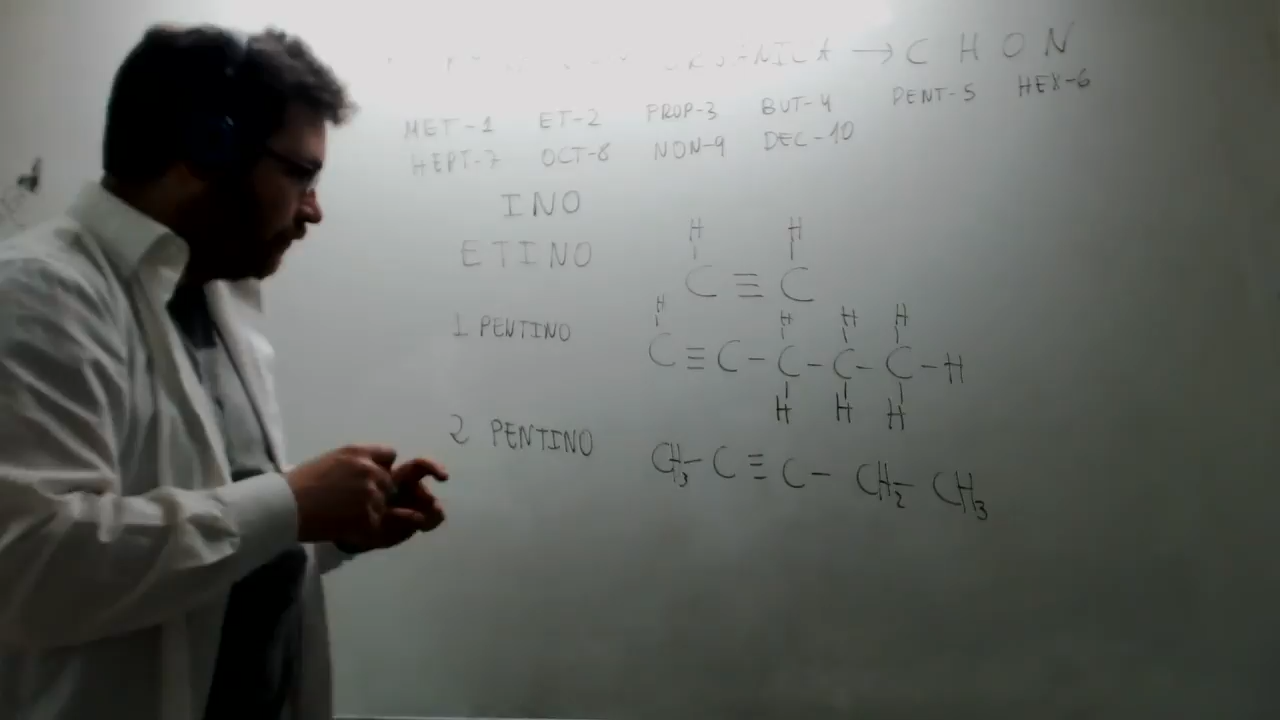 → C H O N
MET-1 ET-2 PROP-3 BUT-4 PENT-5 HEX-6
HEPT-7 OCT-8 NON-9 DEC-10
INO
H H
ETINO
C ≡ C
H H H H
1 PENTINO
C ≡ C - C - C - C - H
H H H
2 PENTINO
CH3 - C ≡ C - CH2 - CH3